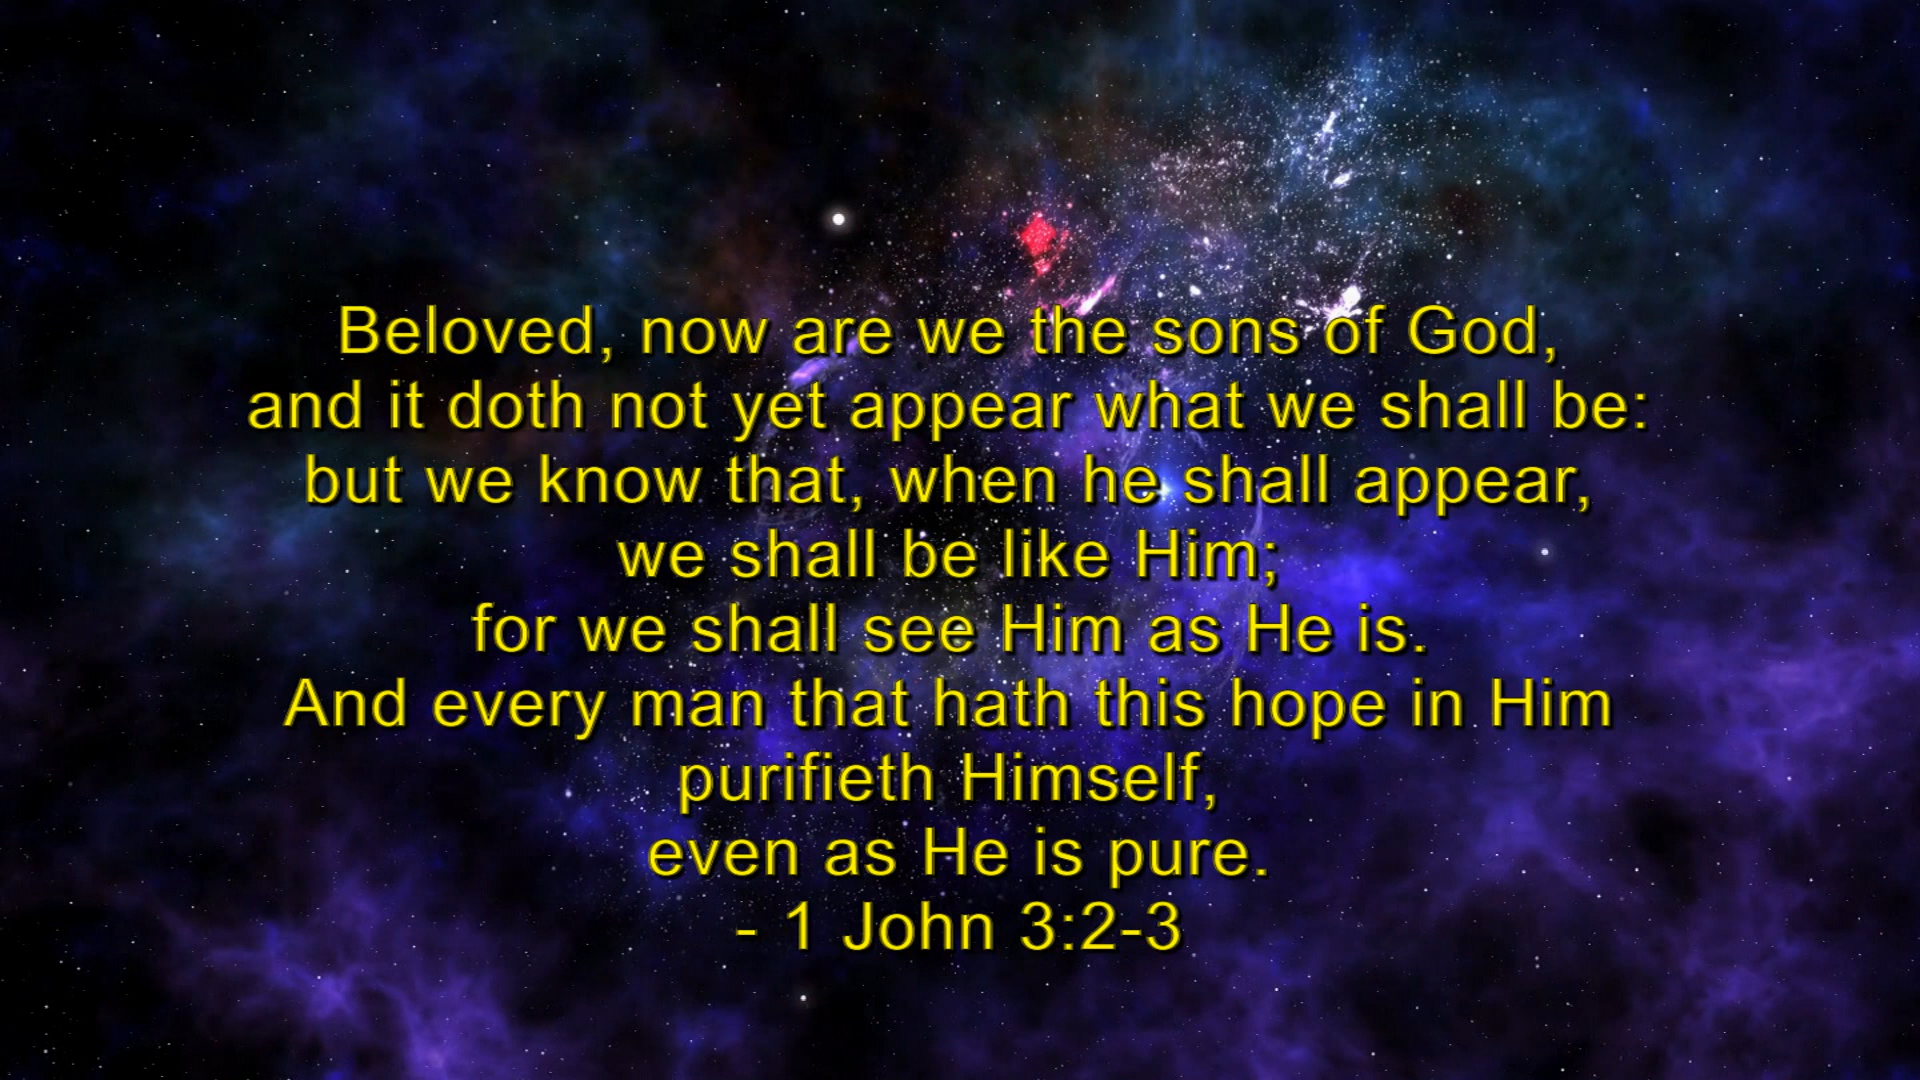 Beloved, now are we the sons of God,
and it doth not yet appear what we shall be:
but we know that, when he shall appear,
we shall be like Him;
for we shall see Him as He is.
And every man that hath this hope in Him
purifieth Himself,
even as He is pure.
- 1 John 3:2-3